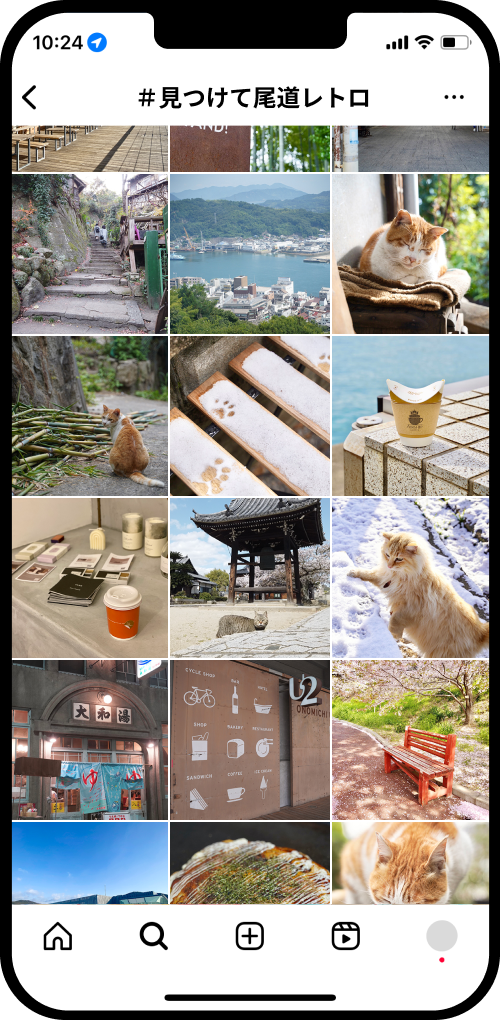 10:24
＃見つけて尾道レトロ
AND!
大和湯
ゆ
CYCLE SHOP
BAR
HOTEL
U2
ONOMICHI
SHOP
BAKERY
RESTAURANT
SANDWICH
COFFEE
ICE CREAM